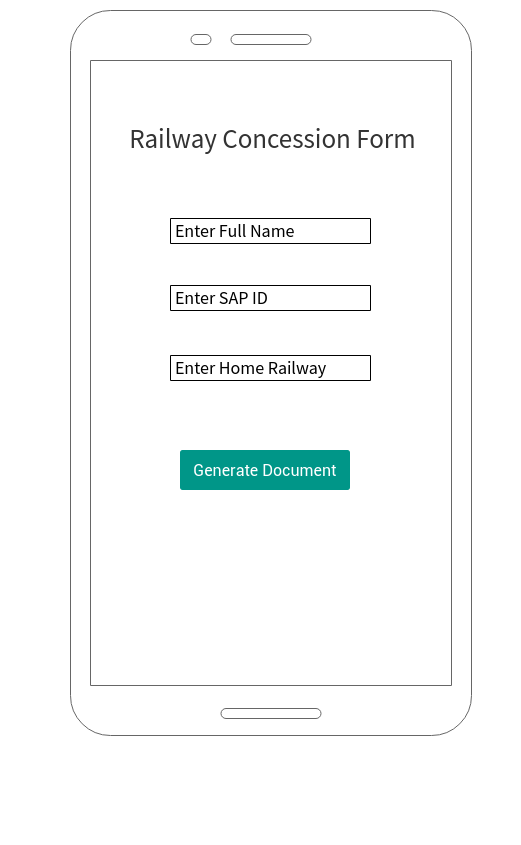 Railway Concession Form
Enter Full Name
Enter SAP ID
Enter Home Railway
Generate Document